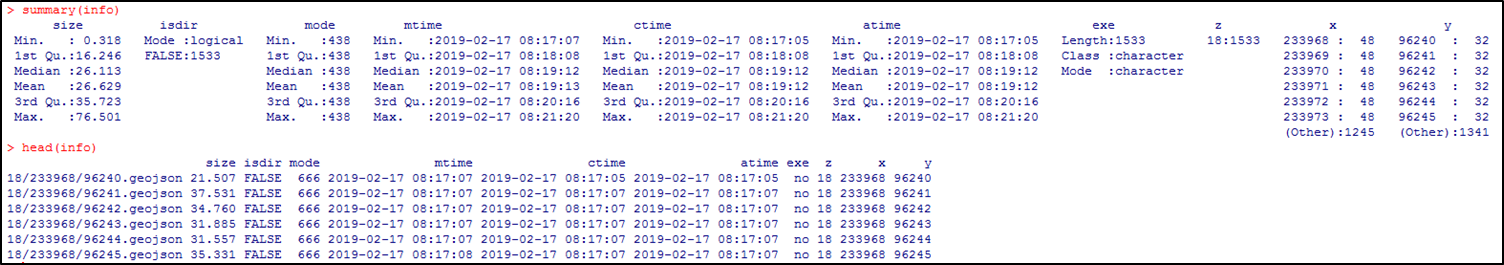 > summary(info)
      size          isdir              mode         mtime                         ctime                         atime                          exe              z             x              y
 Min.   : 0.318   Mode :logical   Min.   :438   Min.   :2019-02-17 08:17:07   Min.   :2019-02-17 08:17:05   Min.   :2019-02-17 08:17:05   Length:1533        18:1533   233968 :  48   96240  :  32
 1st Qu.:16.246   FALSE:1533      1st Qu.:438   1st Qu.:2019-02-17 08:18:08   1st Qu.:2019-02-17 08:18:08   1st Qu.:2019-02-17 08:18:08   Class :character             233969 :  48   96241  :  32
 Median :26.113                   Median :438   Median :2019-02-17 08:19:12   Median :2019-02-17 08:19:12   Median :2019-02-17 08:19:12   Mode  :character             233970 :  48   96242  :  32
 Mean   :26.629                   Mean   :438   Mean   :2019-02-17 08:19:13   Mean   :2019-02-17 08:19:13   Mean   :2019-02-17 08:19:13                                233971 :  48   96243  :  32
 3rd Qu.:35.723                   3rd Qu.:438   3rd Qu.:2019-02-17 08:20:16   3rd Qu.:2019-02-17 08:20:16   3rd Qu.:2019-02-17 08:20:16                                233972 :  48   96244  :  32
 Max.   :76.501                   Max.   :438   Max.   :2019-02-17 08:21:20   Max.   :2019-02-17 08:21:20   Max.   :2019-02-17 08:21:20                                233973 :  48   96245  :  32
                                                                                                                                                                       (Other):1245   (Other):1341
> head(info)
                          size isdir mode               mtime               ctime               atime exe  z      x     y
18/233968/96240.geojson 21.507 FALSE  666 2019-02-17 08:17:07 2019-02-17 08:17:05 2019-02-17 08:17:05  no 18 233968 96240
18/233968/96241.geojson 37.531 FALSE  666 2019-02-17 08:17:07 2019-02-17 08:17:07 2019-02-17 08:17:07  no 18 233968 96241
18/233968/96242.geojson 34.760 FALSE  666 2019-02-17 08:17:07 2019-02-17 08:17:07 2019-02-17 08:17:07  no 18 233968 96242
18/233968/96243.geojson 31.885 FALSE  666 2019-02-17 08:17:07 2019-02-17 08:17:07 2019-02-17 08:17:07  no 18 233968 96243
18/233968/96244.geojson 31.557 FALSE  666 2019-02-17 08:17:07 2019-02-17 08:17:07 2019-02-17 08:17:07  no 18 233968 96244
18/233968/96245.geojson 35.331 FALSE  666 2019-02-17 08:17:08 2019-02-17 08:17:07 2019-02-17 08:17:07  no 18 233968 96245